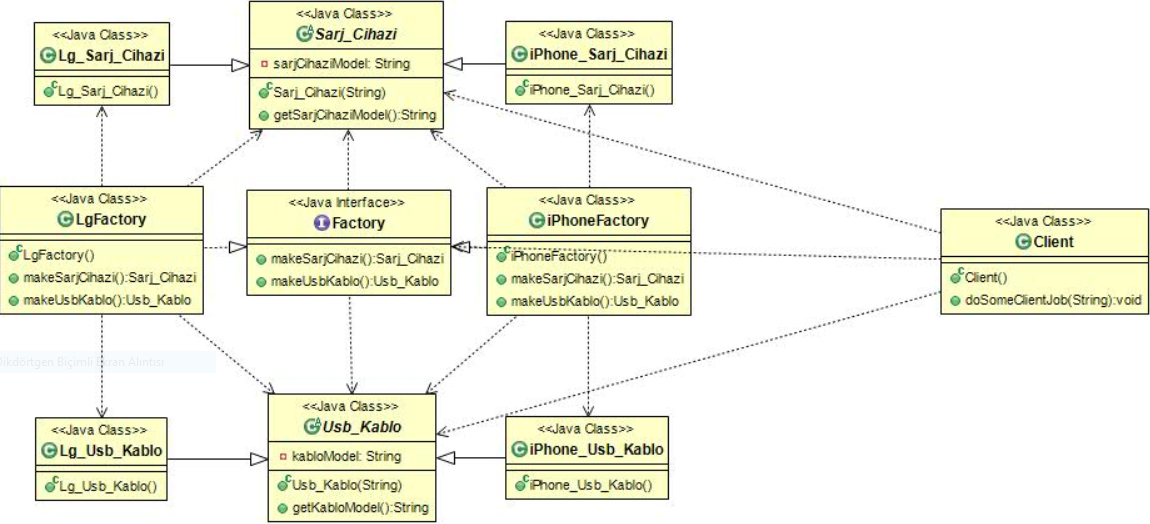 <<Java Class>>
Lg_Sarj_Cihazi
Lg_Sarj_Cihazi()
<<Java Class>>
Sarj_Cihazi
sarjCihaziModel: String
Sarj_Cihazi(String)
getSarjCihaziModel():String
<<Java Class>>
iPhone_Sarj_Cihazi
iPhone_Sarj_Cihazi()
<<Java Class>>
LgFactory
LgFactory()
makeSarjCihazi():Sarj_Cihazi
makeUsbKablo():Usb_Kablo
<<Java Interface>>
Factory
makeSarjCihazi():Sarj_Cihazi
makeUsbKablo():Usb_Kablo
<<Java Class>>
iPhoneFactory
iPhoneFactory()
makeSarjCihazi():Sarj_Cihazi
makeUsbKablo():Usb_Kablo
<<Java Class>>
Client
Client()
doSomeClientJob(String):void
Dikdörtgen Biçimli Ekran Alıntısı
<<Java Class>>
Lg_Usb_Kablo
Lg_Usb_Kablo()
<<Java Class>>
Usb_Kablo
kabloModel: String
Usb_Kablo(String)
getKabloModel():String
<<Java Class>>
iPhone_Usb_Kablo
iPhone_Usb_Kablo()